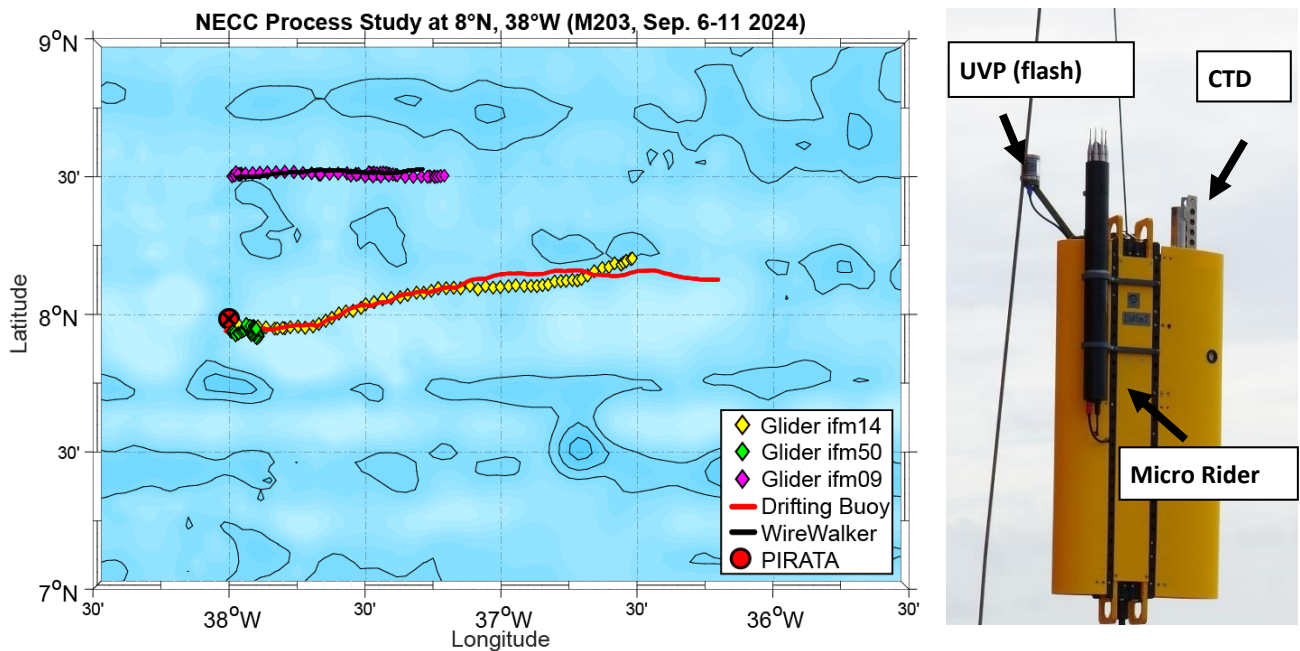 NECC Process Study at 8°N, 38°W (M203, Sep. 6-11 2024)
9°N
30'
8°N
30'
7°N
Latitude
30'
38°W
30'
37°W
30'
36°W
30'
Longitude
Glider ifm14
Glider ifm50
Glider ifm09
Drifting Buoy
WireWalker
PIRATA
UVP (flash)
CTD
Micro Rider